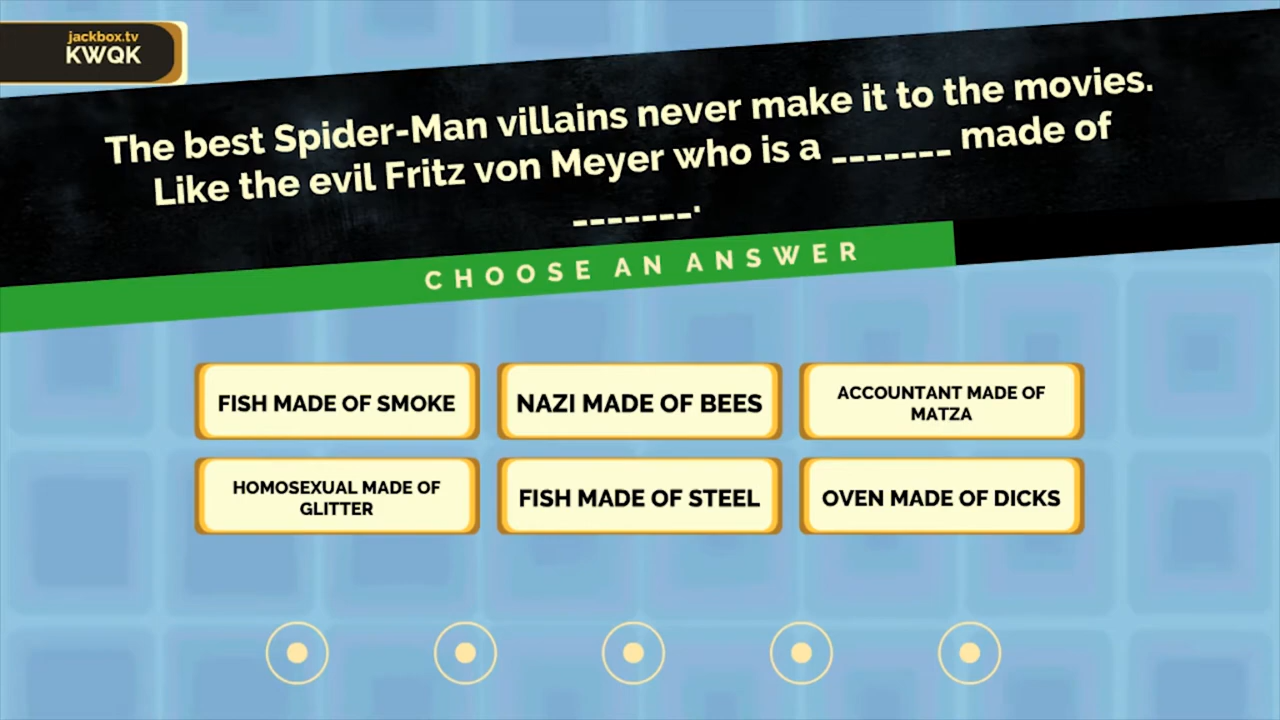 jackbox.tv
KWQK
The best Spider-Man villains never make it to the movies.
Like the evil Fritz von Meyer who is a _______ made of
_______.
CHOOSE AN ANSWER
FISH MADE OF SMOKE
NAZI MADE OF BEES
ACCOUNTANT MADE OF
MATZA
HOMOSEXUAL MADE OF
GLITTER
FISH MADE OF STEEL
OVEN MADE OF DICKS